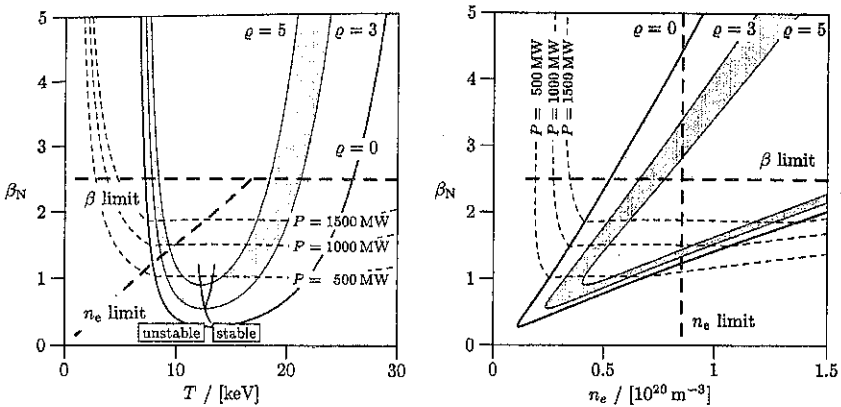 5
4
3
2
1
0
β_N
ϱ = 5
ϱ = 3
ϱ = 0
β limit
P = 1500 MW
P = 1000 MW
P = 500 MW
n_e limit
unstable
stable
0
10
20
30
T / [keV]
5
4
3
2
1
0
β_N
ϱ = 0
ϱ = 3
ϱ = 5
P = 500 MW
P = 1000 MW
P = 1500 MW
β limit
n_e limit
0
0.5
1
1.5
n_e / [10²⁰ m⁻³]